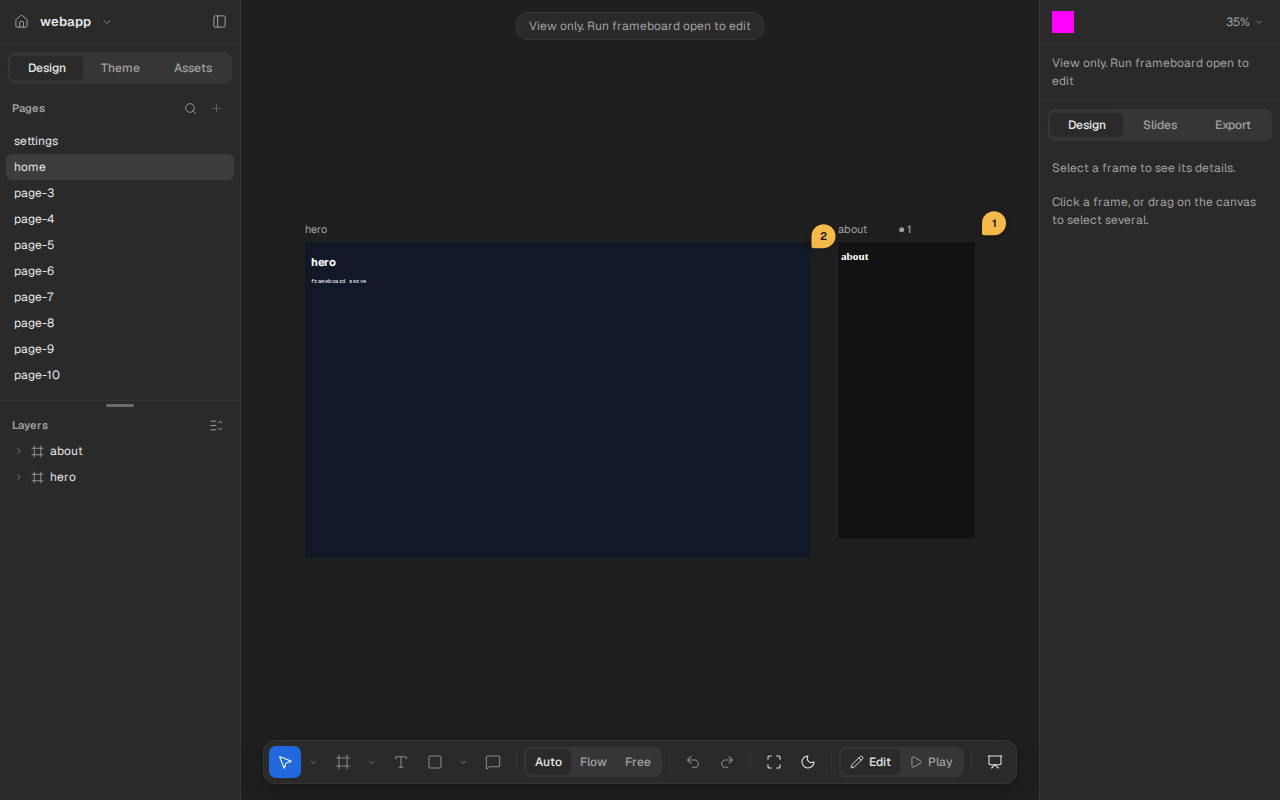 webapp
Design
Theme
Assets
Pages
settings
home
page-3
page-4
page-5
page-6
page-7
page-8
page-9
page-10
Layers
about
hero
View only. Run frameboard open to edit
hero
2
about
1
1
hero
frameboard serve
about
Auto
Flow
Free
Edit
Play
35%
View only. Run frameboard open to
edit
Design
Slides
Export
Select a frame to see its details.
Click a frame, or drag on the canvas
to select several.